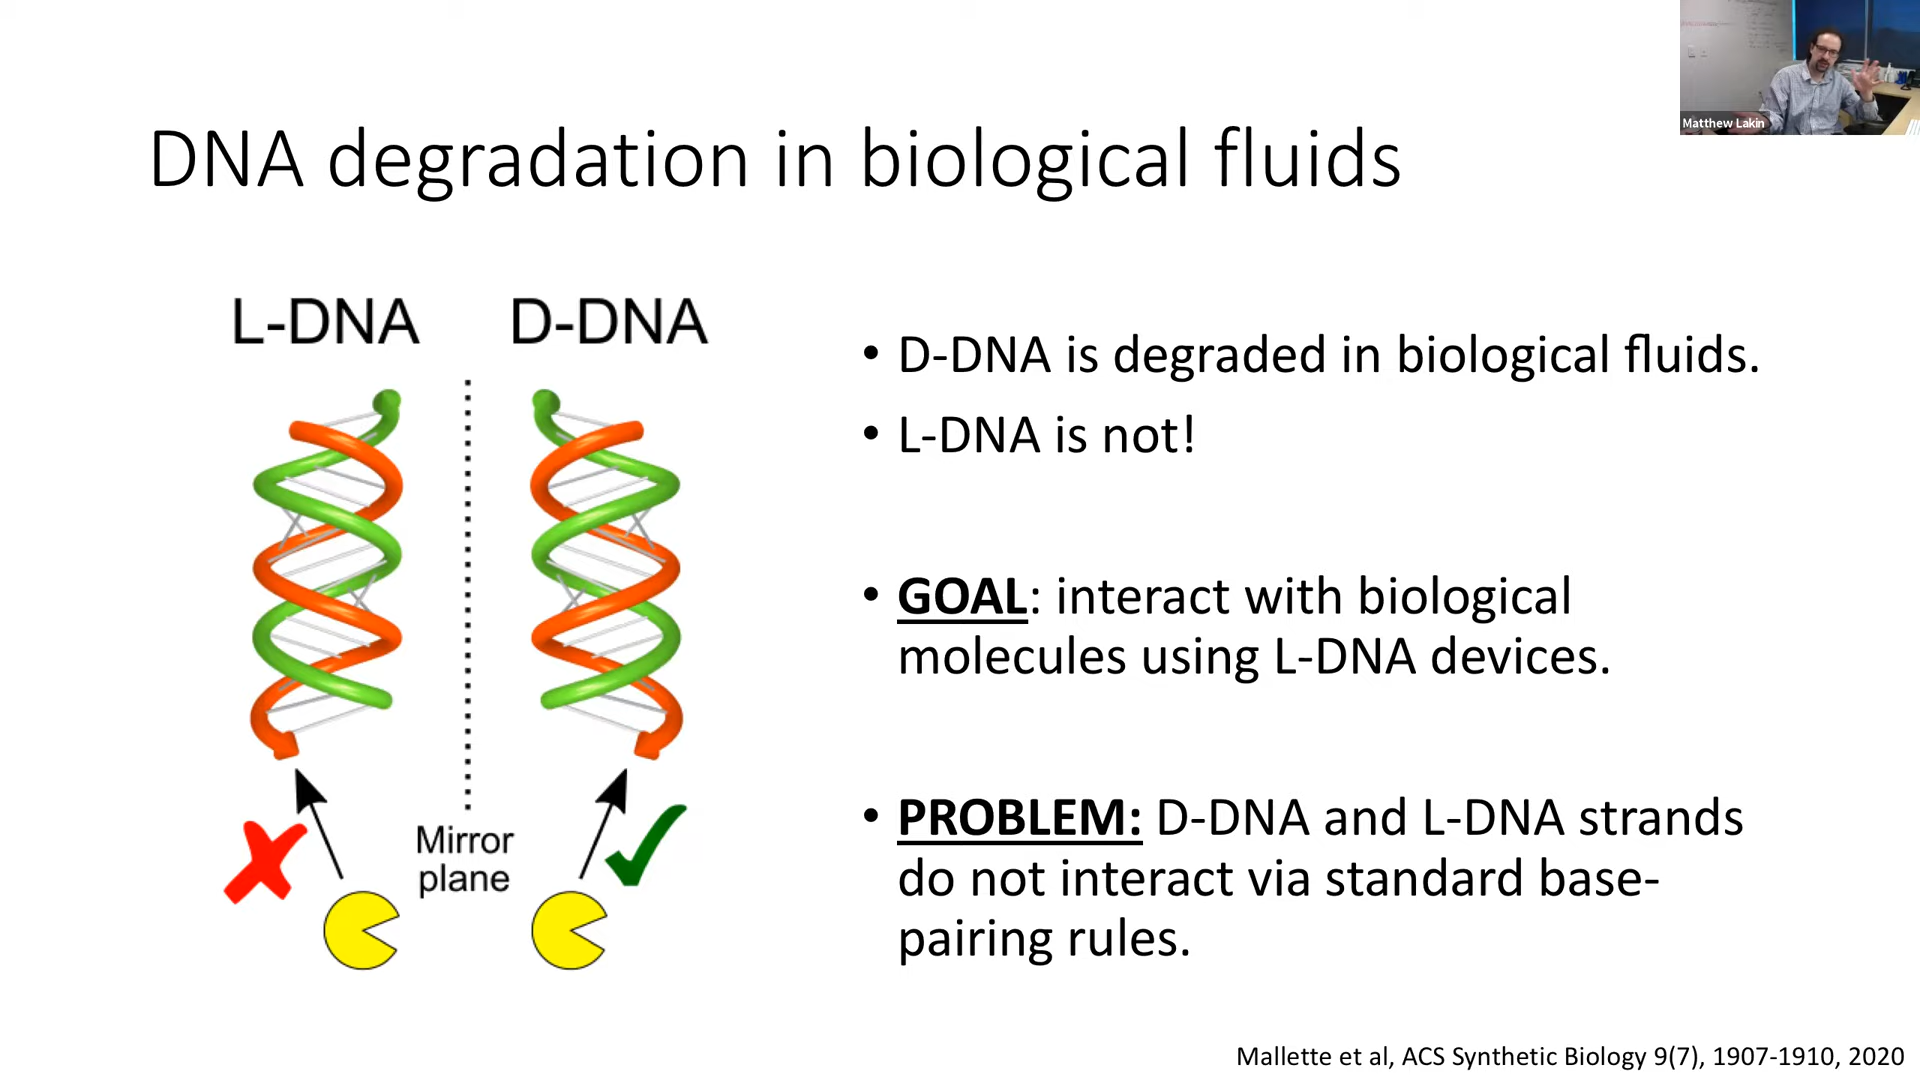 Matthew Lakin
DNA degradation in biological fluids
L-DNA
D-DNA
Mirror
plane
• D-DNA is degraded in biological fluids.
• L-DNA is not!
• GOAL: interact with biological
molecules using L-DNA devices.
• PROBLEM: D-DNA and L-DNA strands
do not interact via standard base-
pairing rules.
Mallette et al, ACS Synthetic Biology 9(7), 1907-1910, 2020